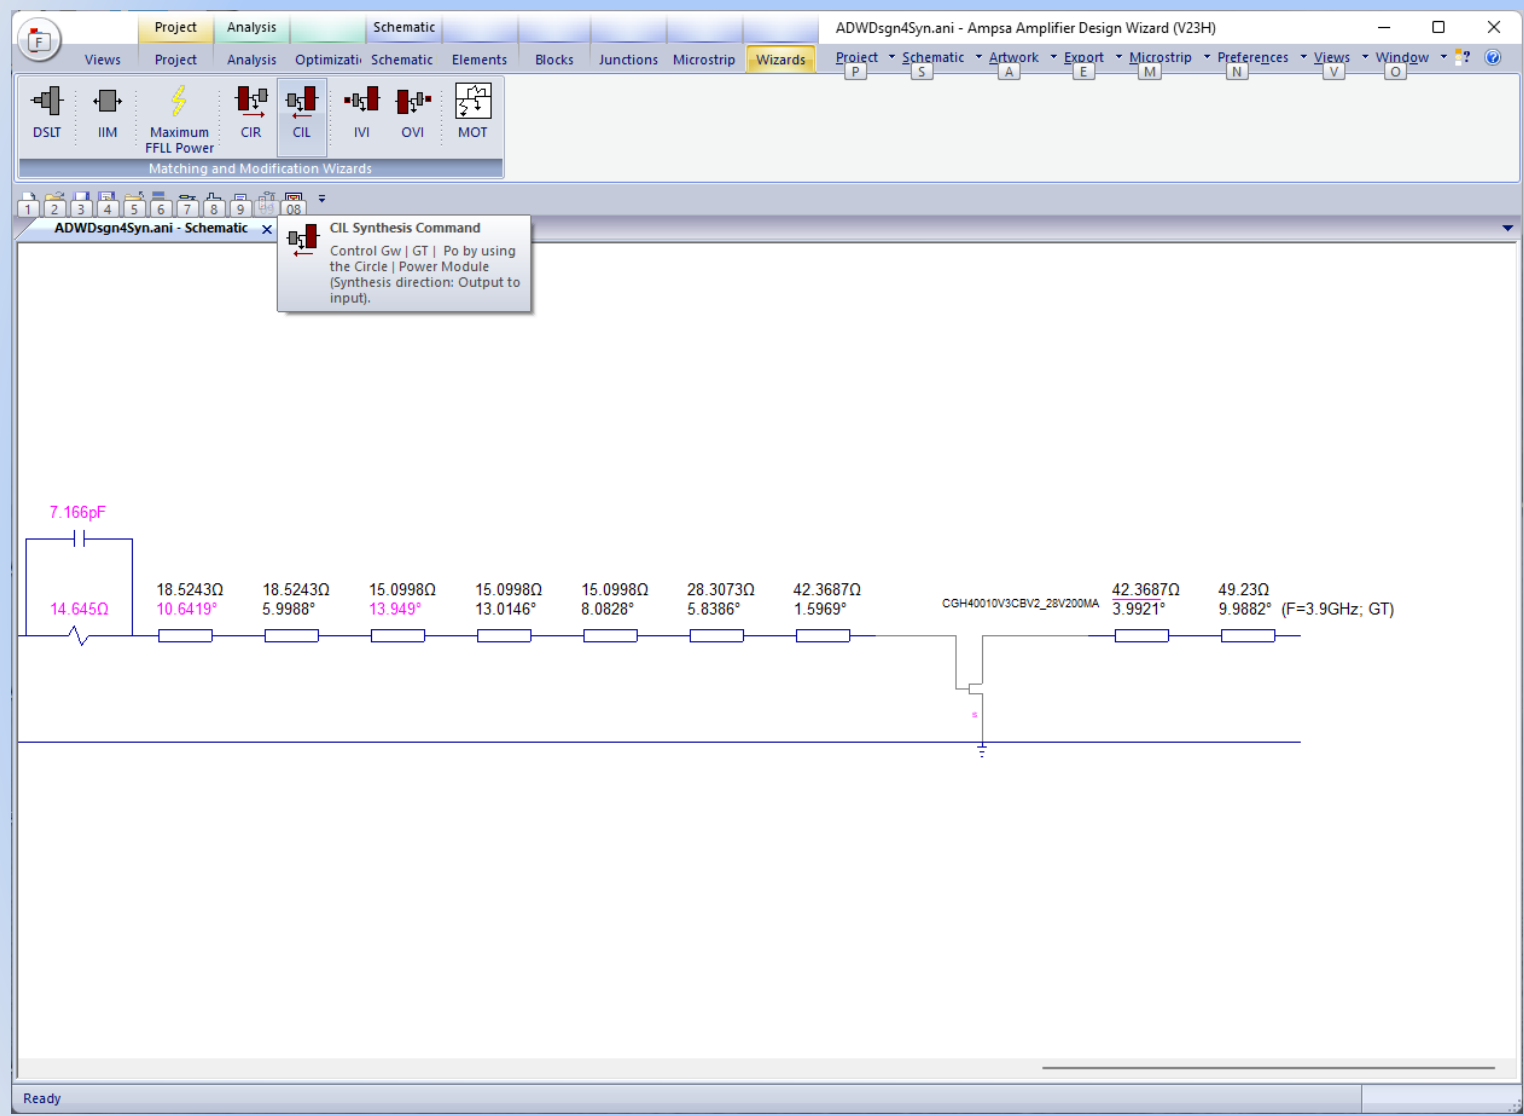 Project
Analysis
Schematic
ADWDsgn4Syn.ani - Ampsa Amplifier Design Wizard (V23H)
F
Views
Project
Analysis
Optimizati
Schematic
Elements
Blocks
Junctions
Microstrip
Wizards
Project
Schematic
Artwork
Export
Microstrip
Preferences
Views
Window
?
?
P
S
A
E
M
N
V
O
DSLT
IIM
Maximum
FFLL Power
CIR
CIL
IVI
OVI
MOT
Matching and Modification Wizards
1
2
3
4
5
6
7
8
9
08
ADWDsgn4Syn.ani - Schematic
CIL Synthesis Command
Control Gw | GT | Po by using
the Circle | Power Module
(Synthesis direction: Output to
input).
7.166pF
14.645Ω
18.5243Ω
10.6419°
18.5243Ω
5.9988°
15.0998Ω
13.949°
15.0998Ω
13.0146°
15.0998Ω
8.0828°
28.3073Ω
5.8386°
42.3687Ω
1.5969°
CGH40010V3CBV2_28V200MA
42.3687Ω
3.9921°
49.23Ω
9.9882°
(F=3.9GHz; GT)
s
Ready